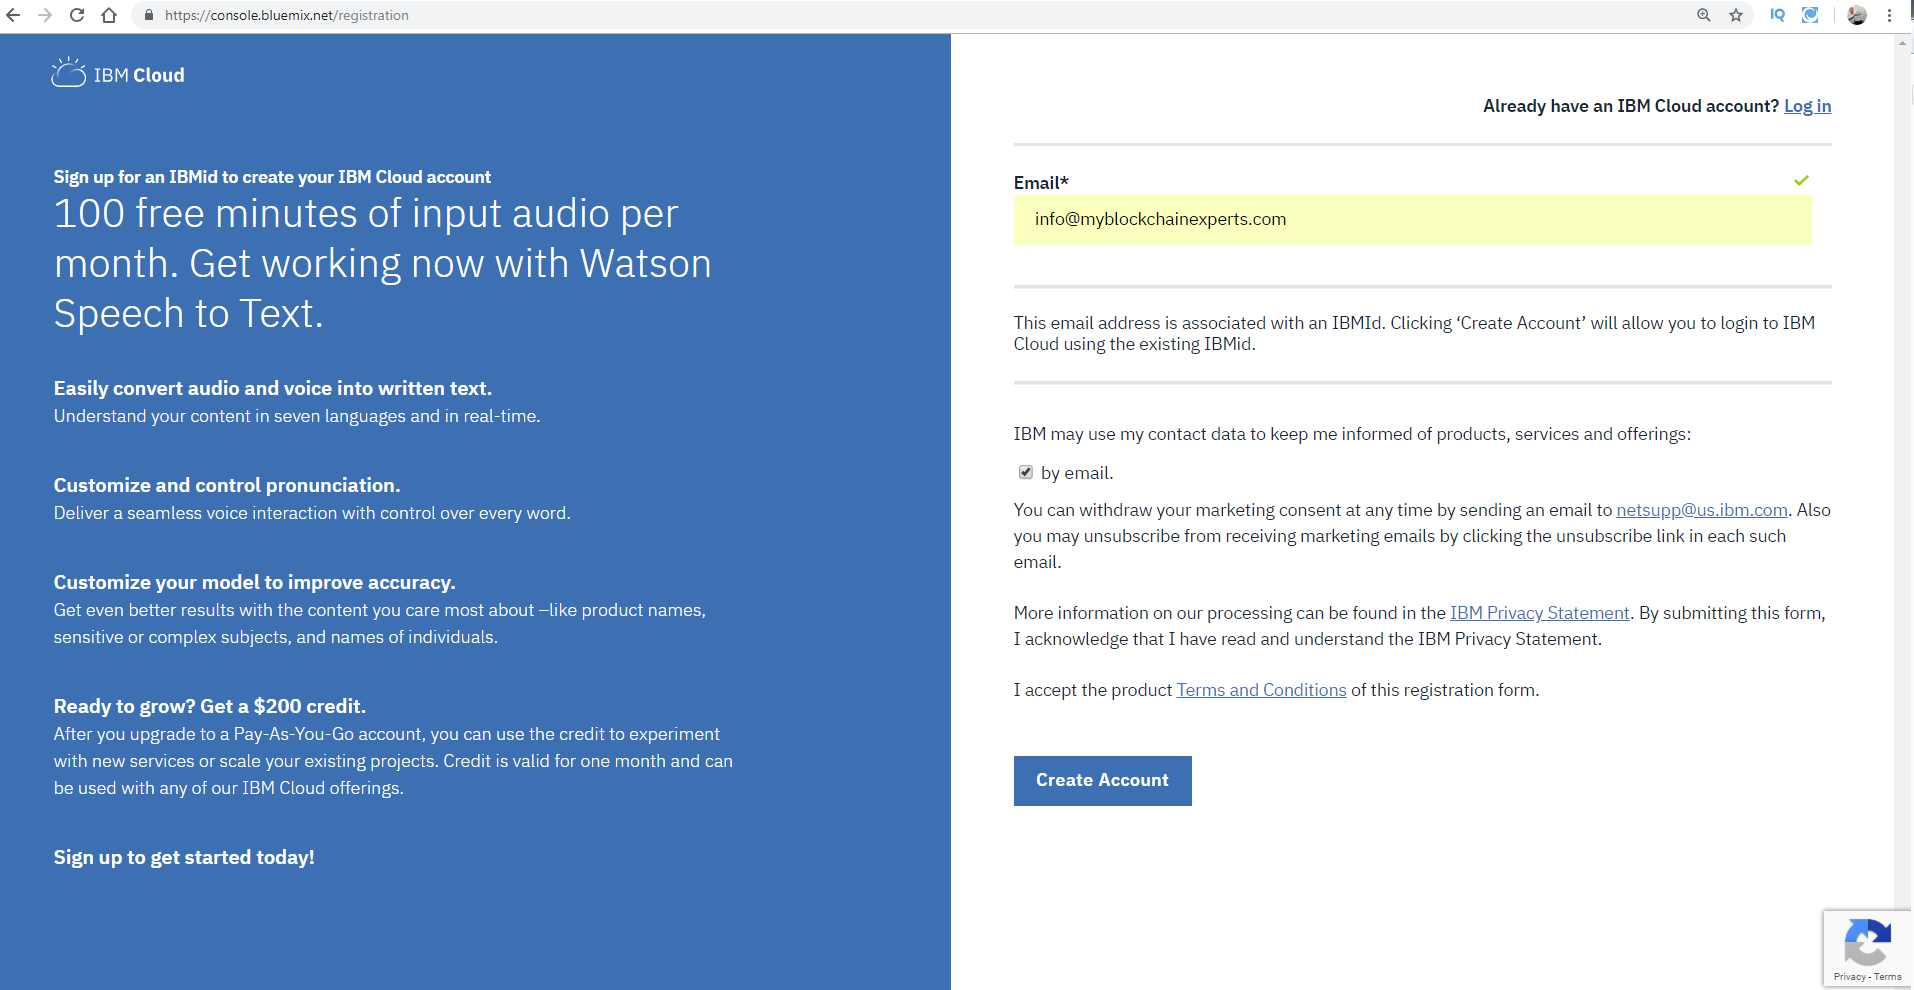 https://console.bluemix.net/registration
IQ
IBM Cloud
Sign up for an IBMid to create your IBM Cloud account
100 free minutes of input audio per
month. Get working now with Watson
Speech to Text.
Easily convert audio and voice into written text.
Understand your content in seven languages and in real-time.
Customize and control pronunciation.
Deliver a seamless voice interaction with control over every word.
Customize your model to improve accuracy.
Get even better results with the content you care most about –like product names,
sensitive or complex subjects, and names of individuals.
Ready to grow? Get a $200 credit.
After you upgrade to a Pay-As-You-Go account, you can use the credit to experiment
with new services or scale your existing projects. Credit is valid for one month and can
be used with any of our IBM Cloud offerings.
Sign up to get started today!
Already have an IBM Cloud account? Log in
Email*
info@myblockchainexperts.com
This email address is associated with an IBMId. Clicking ‘Create Account’ will allow you to login to IBM
Cloud using the existing IBMid.
IBM may use my contact data to keep me informed of products, services and offerings:
by email.
You can withdraw your marketing consent at any time by sending an email to netsupp@us.ibm.com. Also
you may unsubscribe from receiving marketing emails by clicking the unsubscribe link in each such
email.
More information on our processing can be found in the IBM Privacy Statement. By submitting this form,
I acknowledge that I have read and understand the IBM Privacy Statement.
I accept the product Terms and Conditions of this registration form.
Create Account
Privacy - Terms